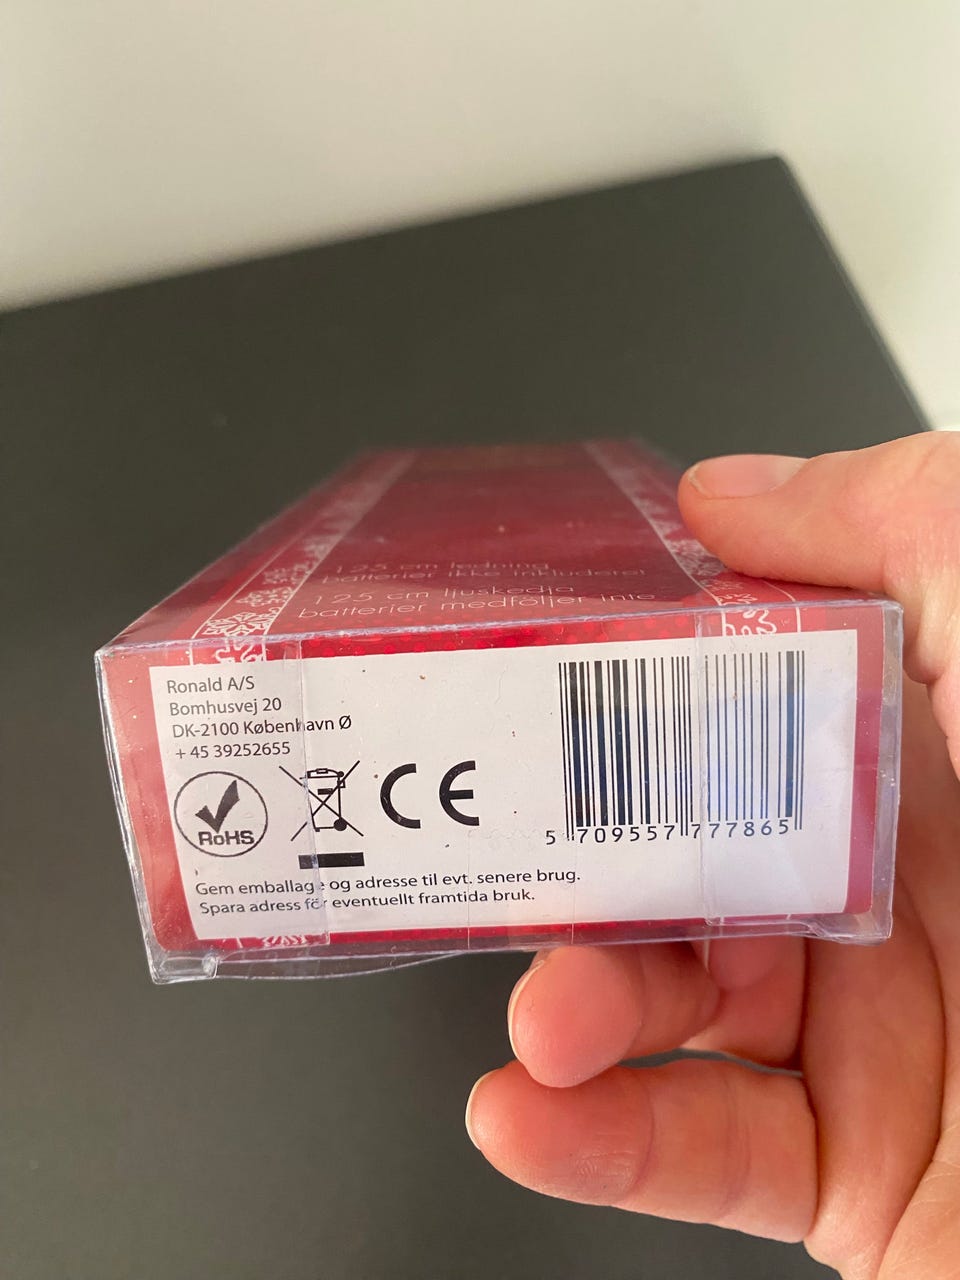 125 cm ledning
batterier ikke inkluderet
125 cm ljuskedja
batterier medföljer inte
Ronald A/S
Bomhusvej 20
DK-2100 København Ø
+ 45 39252655
RoHS
CE
5 709557 777865
Gem emballage og adresse til evt. senere brug.
Spara adress för eventuellt framtida bruk.